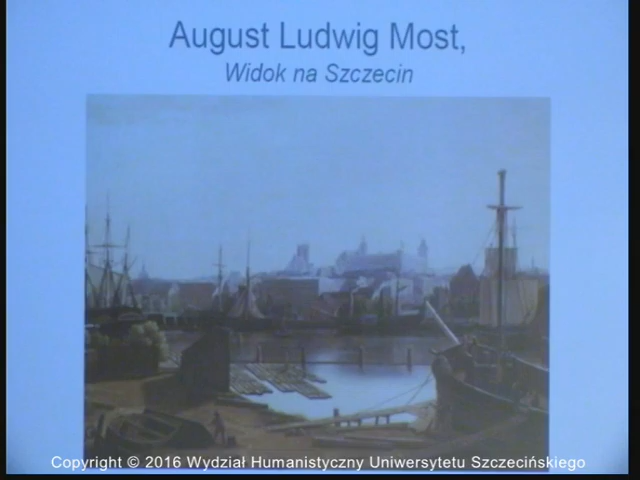 August Ludwig Most,
Widok na Szczecin
Copyright © 2016 Wydział Humanistyczny Uniwersytetu Szczecińskiego